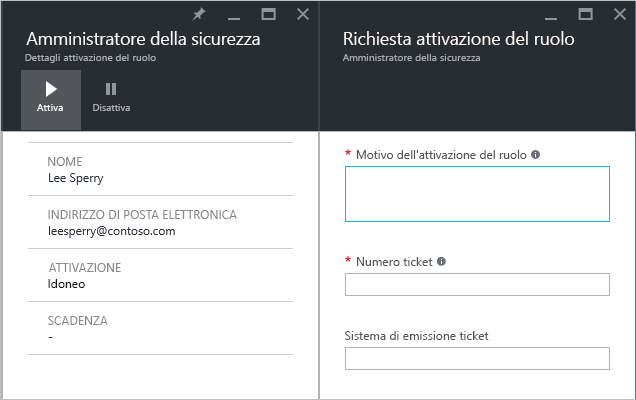 Amministratore della sicurezza
Dettagli attivazione del ruolo
Attiva
Disattiva
NOME
Lee Sperry
INDIRIZZO DI POSTA ELETTRONICA
leesperry@contoso.com
ATTIVAZIONE
Idoneo
SCADENZA
-
Richiesta attivazione del ruolo
Amministratore della sicurezza
* Motivo dell'attivazione del ruolo
* Numero ticket
Sistema di emissione ticket